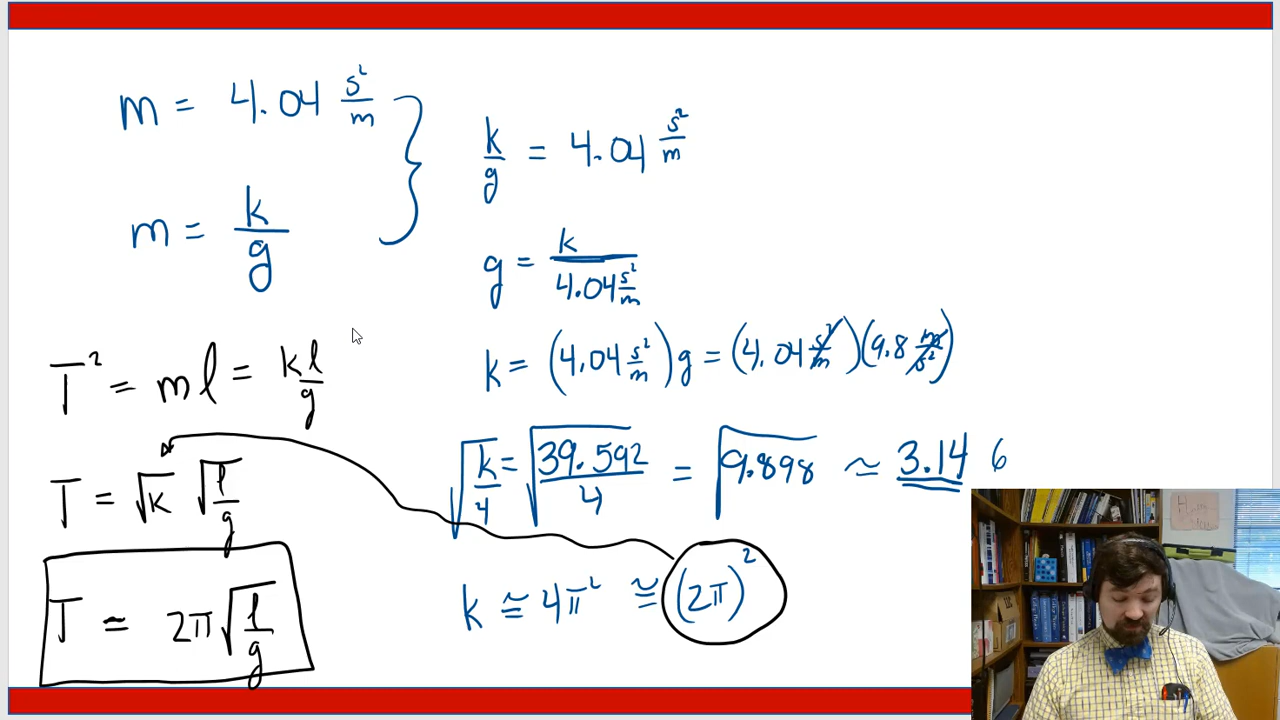 m = 4.04 s²/m
m = k/g
k/g = 4.04 s²/m
g = k / 4.04 s²/m
k = (4.04 s²/m) g = (4.04 s²/m)(9.8 m/s²)
√(k/4) = √(39.592/4) = √9.898 ≃ 3.14 6
k ≅ 4π² ≅ (2π)²
T² = ml = kl/g
T = √k √(l/g)
T = 2π √(l/g)